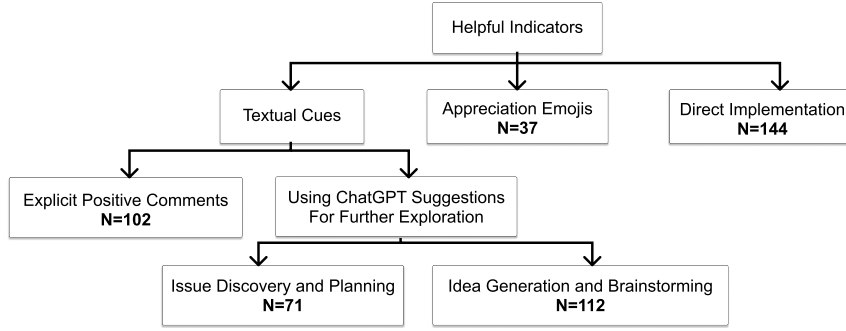 Helpful Indicators
Textual Cues
Appreciation Emojis
N=37
Direct Implementation
N=144
Explicit Positive Comments
N=102
Using ChatGPT Suggestions
For Further Exploration
Issue Discovery and Planning
N=71
Idea Generation and Brainstorming
N=112